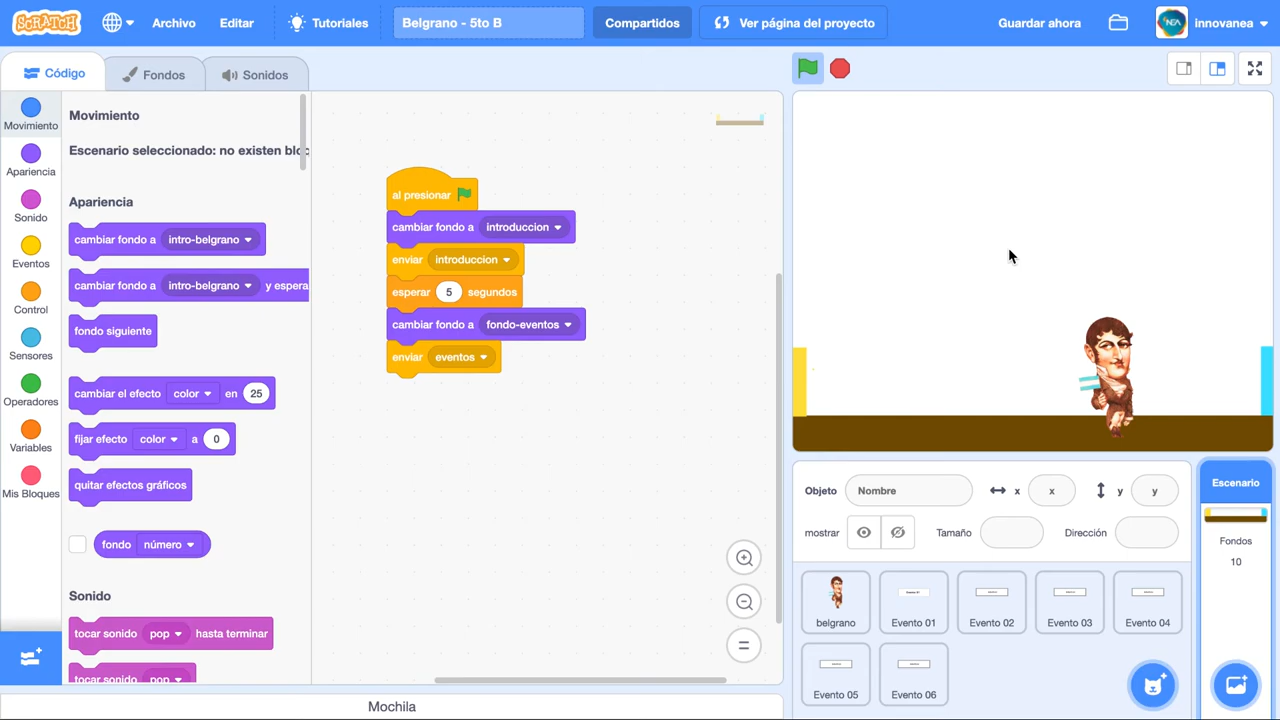 SCRATCH Archivo Editar Tutoriales Belgrano - 5to B Compartidos Ver página del proyecto Guardar ahora innovanea
Código Fondos Sonidos
Movimiento
Apariencia
Sonido
Eventos
Control
Sensores
Operadores
Variables
Mis Bloques
Movimiento
Escenario seleccionado: no existen
Apariencia
cambiar fondo a intro-belgrano
cambiar fondo a intro-belgrano y espera
fondo siguiente
cambiar el efecto color en 25
fijar efecto color a 0
quitar efectos gráficos
fondo número
Sonido
tocar sonido pop hasta terminar
tocar sonido pop
al presionar
cambiar fondo a introduccion
enviar introduccion
esperar 5 segundos
cambiar fondo a fondo-eventos
enviar eventos
Mochila
Objeto Nombre x x y y
mostrar Tamaño Dirección
belgrano Evento 01 Evento 02 Evento 03 Evento 04
Evento 05 Evento 06
Escenario
Fondos
10